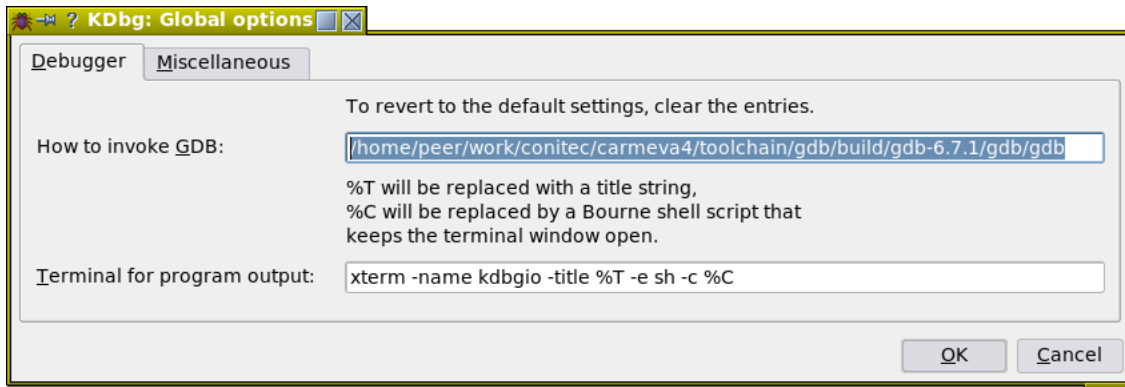 ? KDbg: Global options
Debugger Miscellaneous
To revert to the default settings, clear the entries.
How to invoke GDB: /home/peer/work/conitec/carmeva4/toolchain/gdb/build/gdb-6.7.1/gdb/gdb
%T will be replaced with a title string,
%C will be replaced by a Bourne shell script that
keeps the terminal window open.
Terminal for program output: xterm -name kdbgio -title %T -e sh -c %C
OK Cancel